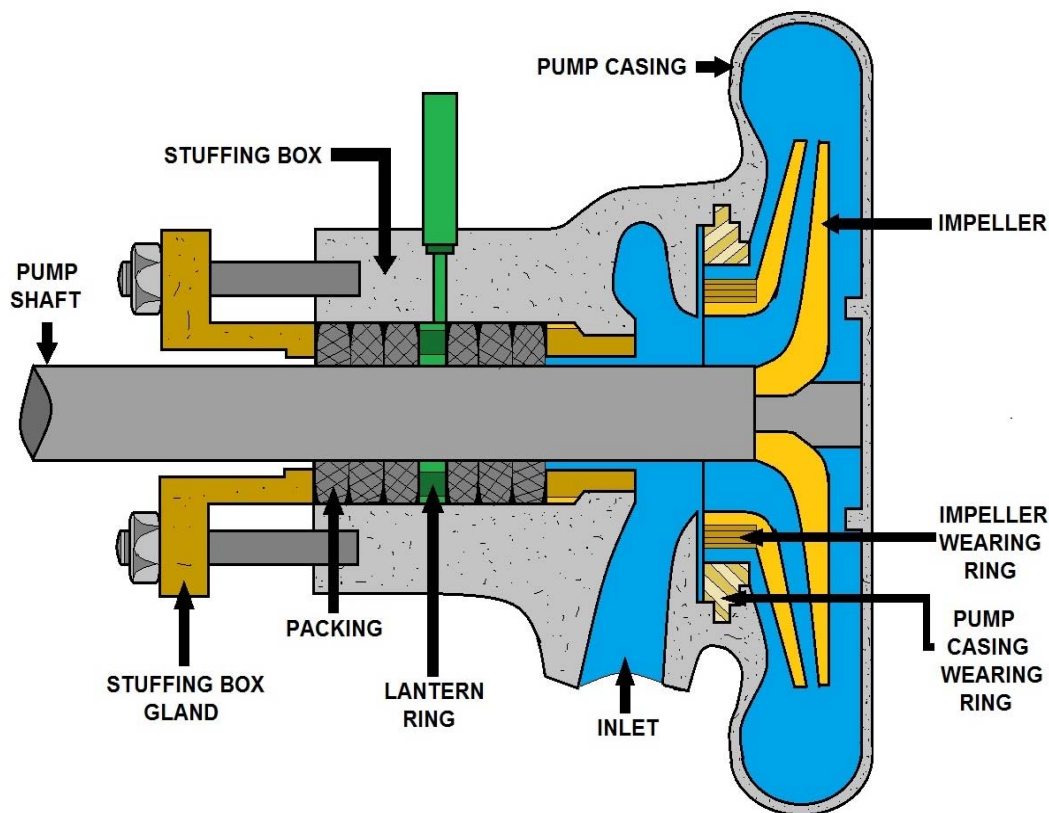 PUMP CASING
STUFFING BOX
IMPELLER
PUMP
SHAFT
IMPELLER
WEARING
RING
PACKING
PUMP
CASING
WEARING
RING
STUFFING BOX
GLAND
LANTERN
RING
INLET